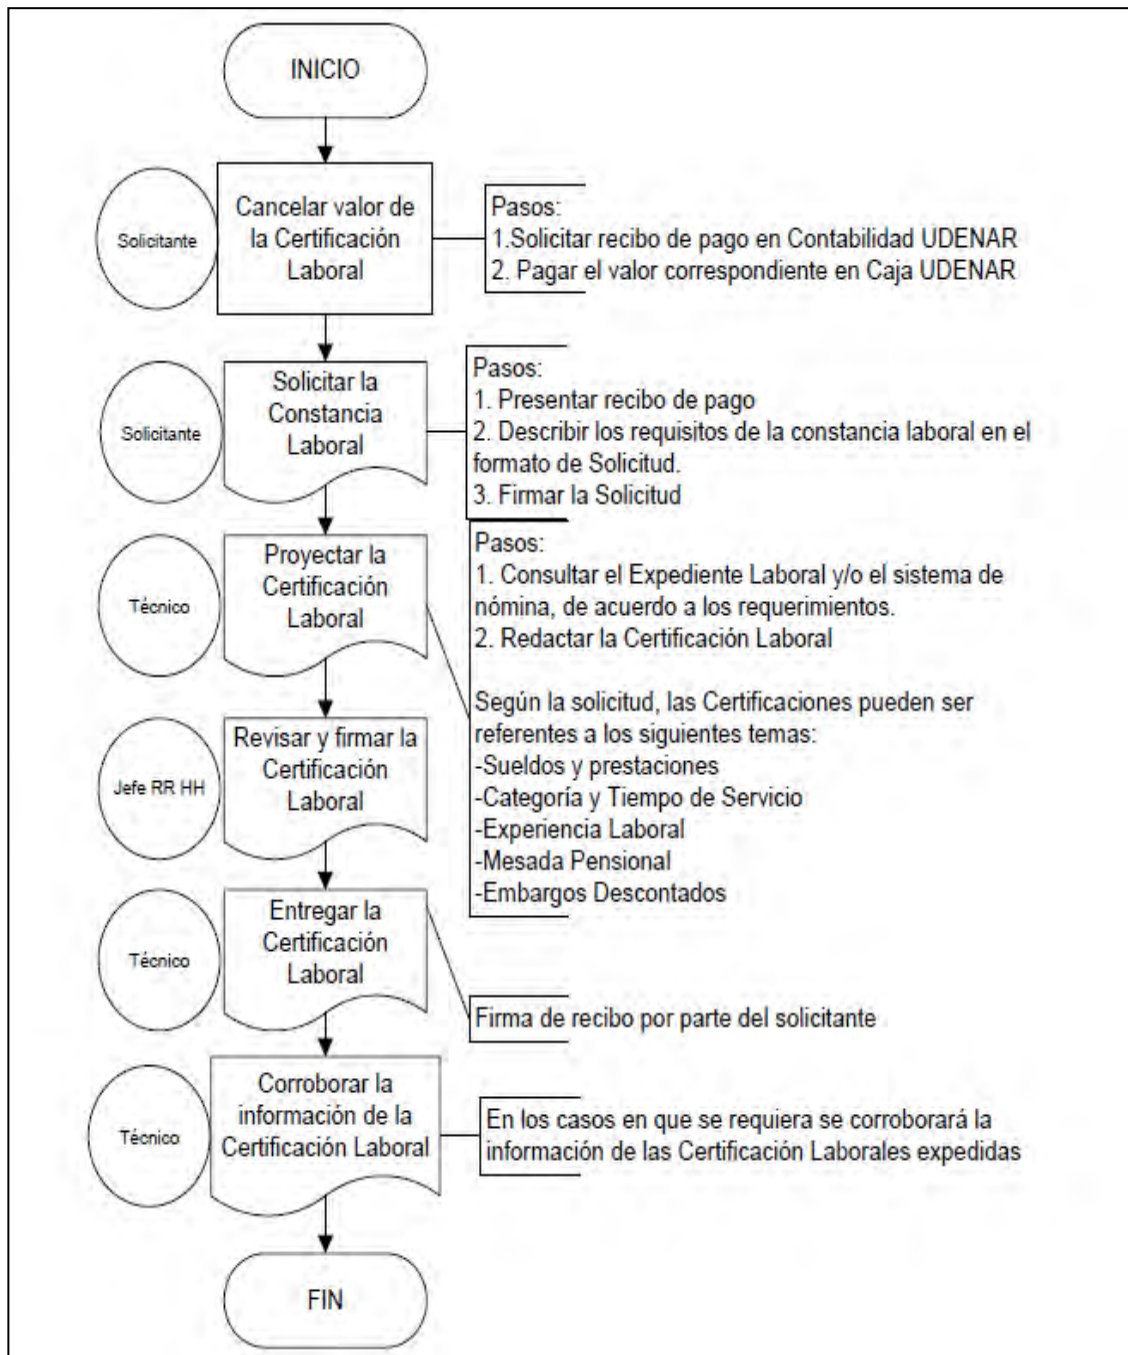 INICIO
Solicitante
Cancelar valor de
la Certificación
Laboral
Pasos:
1.Solicitar recibo de pago en Contabilidad UDENAR
2. Pagar el valor correspondiente en Caja UDENAR
Solicitante
Solicitar la
Constancia
Laboral
Pasos:
1. Presentar recibo de pago
2. Describir los requisitos de la constancia laboral en el
formato de Solicitud.
3. Firmar la Solicitud
Técnico
Proyectar la
Certificación
Laboral
Pasos:
1. Consultar el Expediente Laboral y/o el sistema de
nómina, de acuerdo a los requerimientos.
2. Redactar la Certificación Laboral
Según la solicitud, las Certificaciones pueden ser
referentes a los siguientes temas:
-Sueldos y prestaciones
-Categoría y Tiempo de Servicio
-Experiencia Laboral
-Mesada Pensional
-Embargos Descontados
Jefe RR HH
Revisar y firmar la
Certificación
Laboral
Técnico
Entregar la
Certificación
Laboral
Firma de recibo por parte del solicitante
Técnico
Corroborar la
información de la
Certificación Laboral
En los casos en que se requiera se corroborará la
información de las Certificación Laborales expedidas
FIN